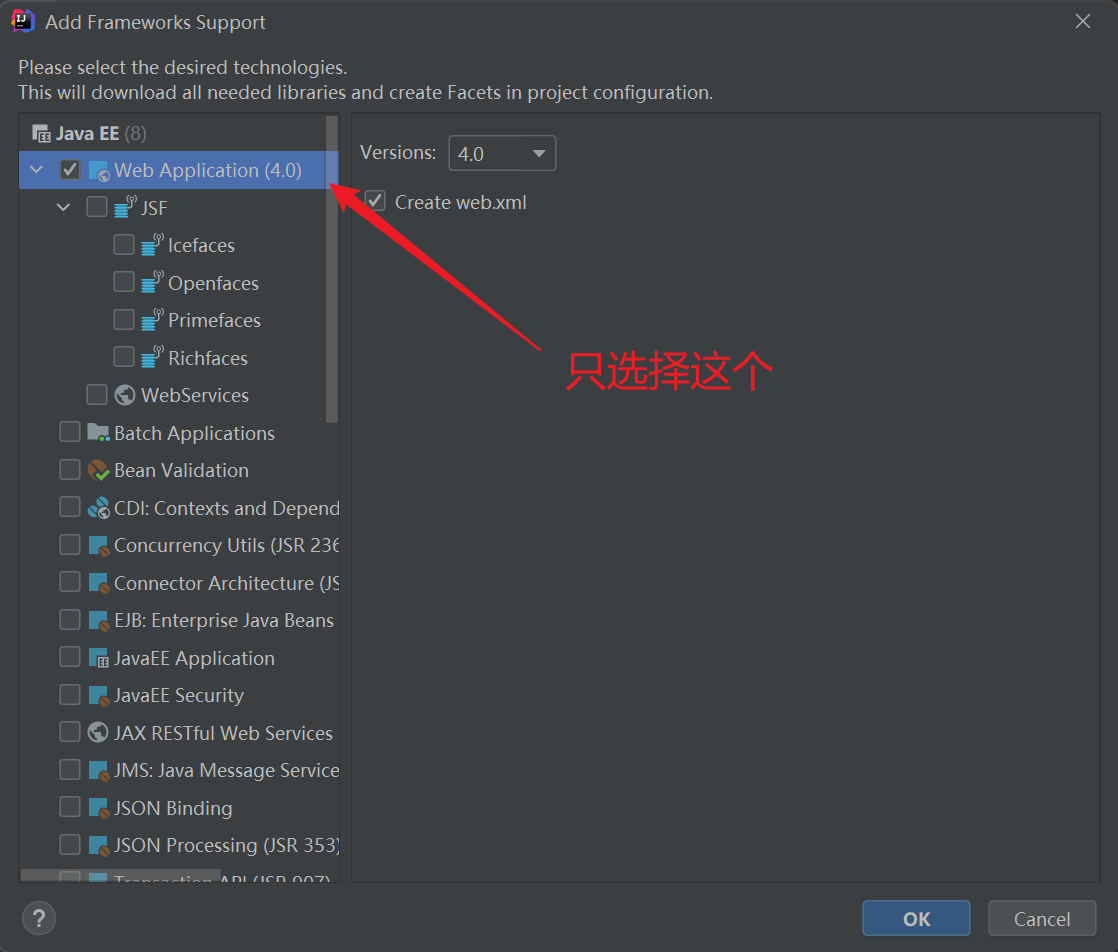 Add Frameworks Support
Please select the desired technologies.
This will download all needed libraries and create Facets in project configuration.
Java EE (8)
Web Application (4.0)
JSF
Icefaces
Openfaces
Primefaces
Richfaces
WebServices
Batch Applications
Bean Validation
CDI: Contexts and Depend
Concurrency Utils (JSR 236
Connector Architecture (JS
EJB: Enterprise Java Beans
JavaEE Application
JavaEE Security
JAX RESTful Web Services
JMS: Java Message Service
JSON Binding
JSON Processing (JSR 353)
Transaction API (JSR 907)
Versions: 4.0
Create web.xml
只选择这个
?
OK
Cancel